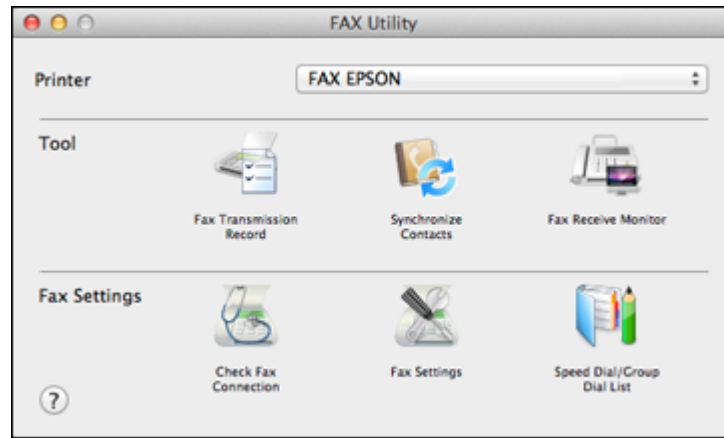 FAX Utility
Printer
FAX EPSON
Tool
Fax Transmission
Record
Synchronize
Contacts
Fax Receive Monitor
Fax Settings
Check Fax
Connection
Fax Settings
Speed Dial/Group
Dial List
?